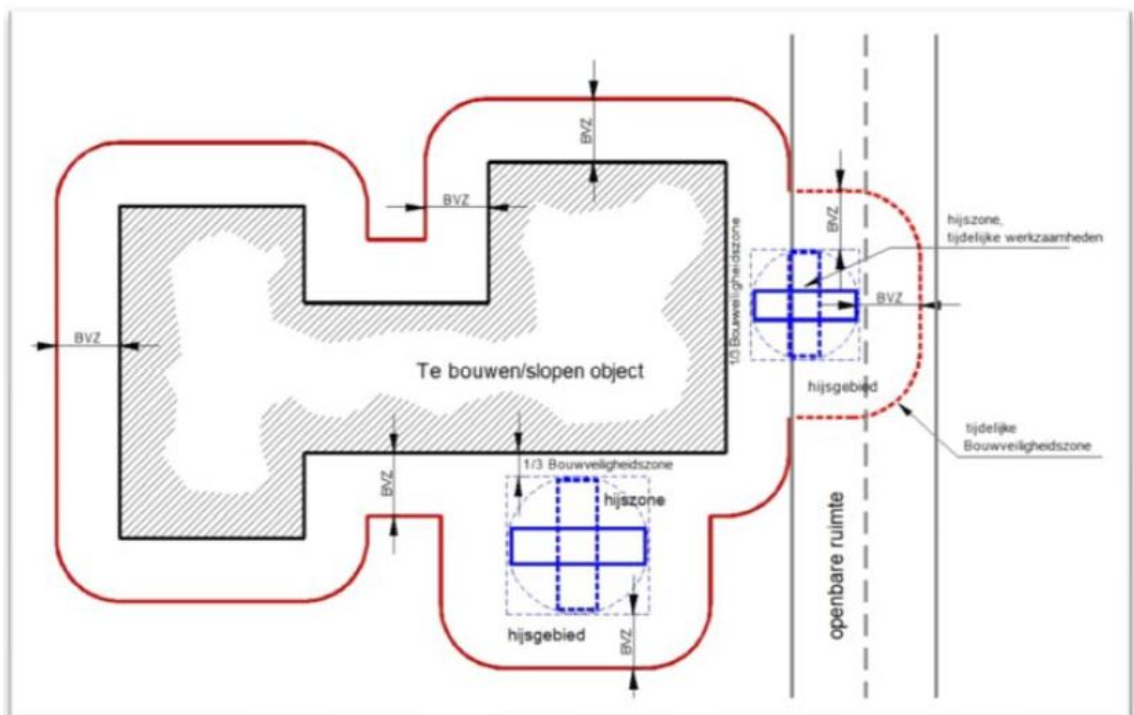 BVZ
BVZ
BVZ
hijszone,
tijdelijke werkzaamheden
1/3 Bouwveiligheidszone
BVZ
BVZ
Te bouwen/slopen object
hijsgebied
tijdelijke
Bouwveiligheidszone
1/3 Bouwveiligheidszone
BVZ
hijszone
openbare ruimte
hijsgebied
BVZ